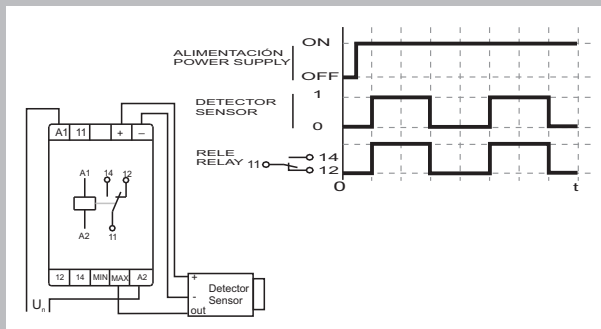 ALIMENTACIÓN
POWER SUPPLY
ON
OFF
DETECTOR
SENSOR
1
0
RELE
RELAY
11
14
12
0
t
A1
11
+
–
A1
14
12
A2
11
12
14
MIN
MAX
A2
Un
+
-
out
Detector
Sensor